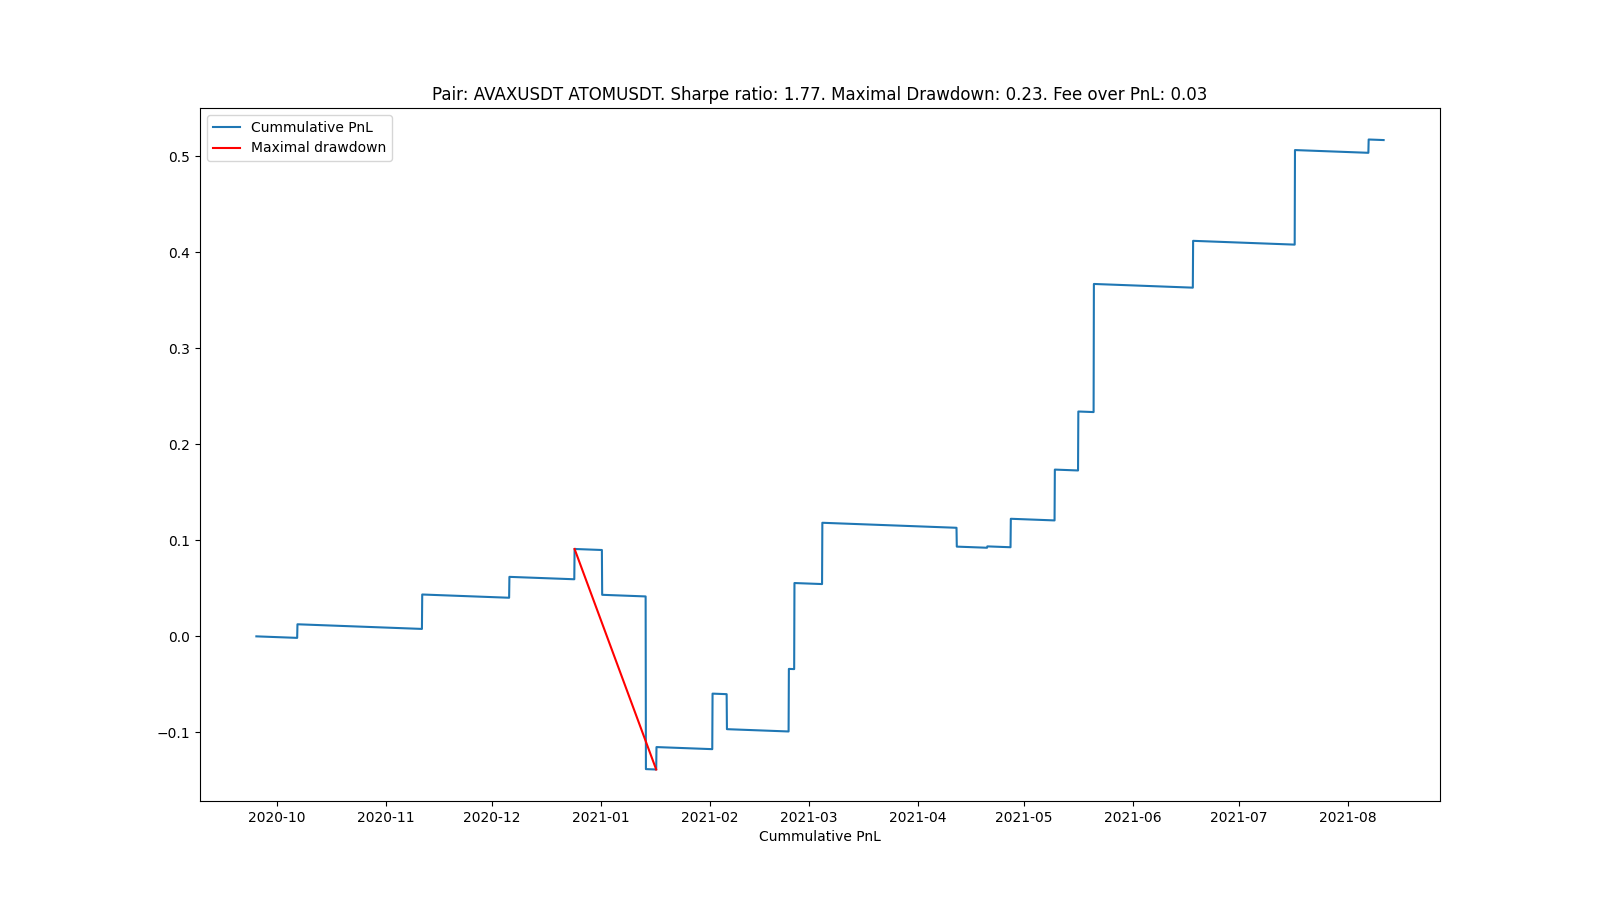 Pair: AVAXUSDT ATOMUSDT. Sharpe ratio: 1.77. Maximal Drawdown: 0.23. Fee over PnL: 0.03
Cummulative PnL
Maximal drawdown
0.5
0.4
0.3
0.2
0.1
0.0
−0.1
2020-10 2020-11 2020-12 2021-01 2021-02 2021-03 2021-04 2021-05 2021-06 2021-07 2021-08
Cummulative PnL